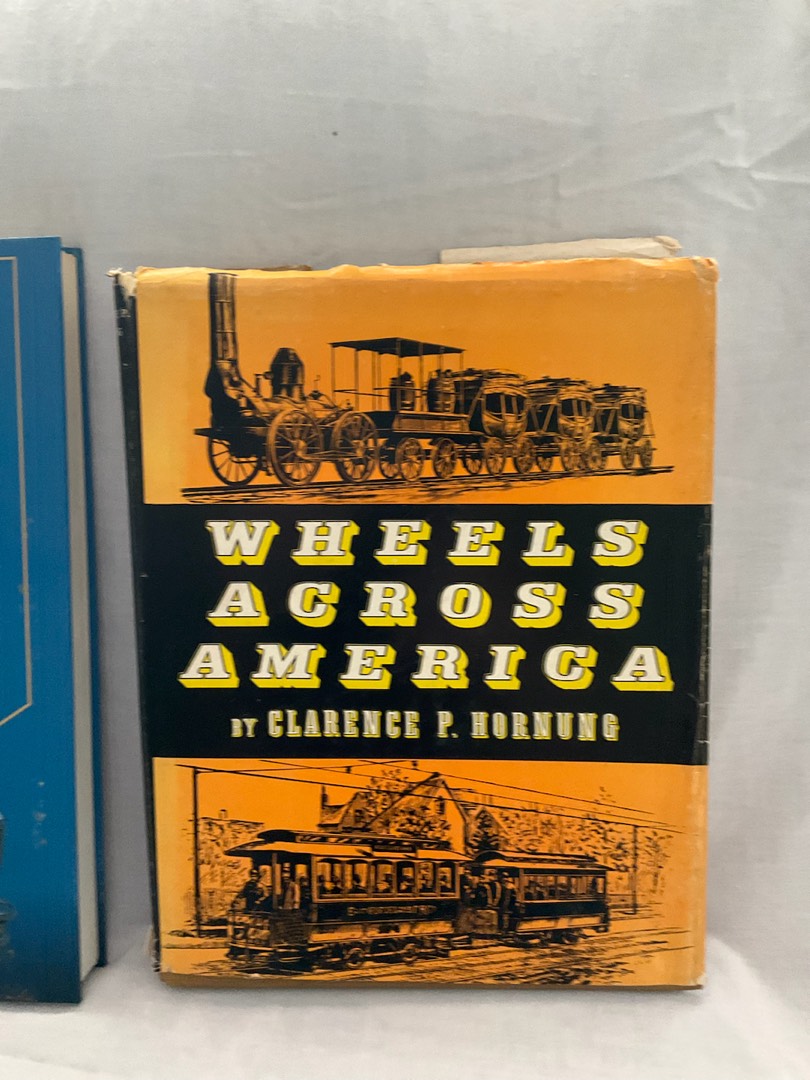 WHEELS
ACROSS
AMERICA
BY CLARENCE P. HORNUNG